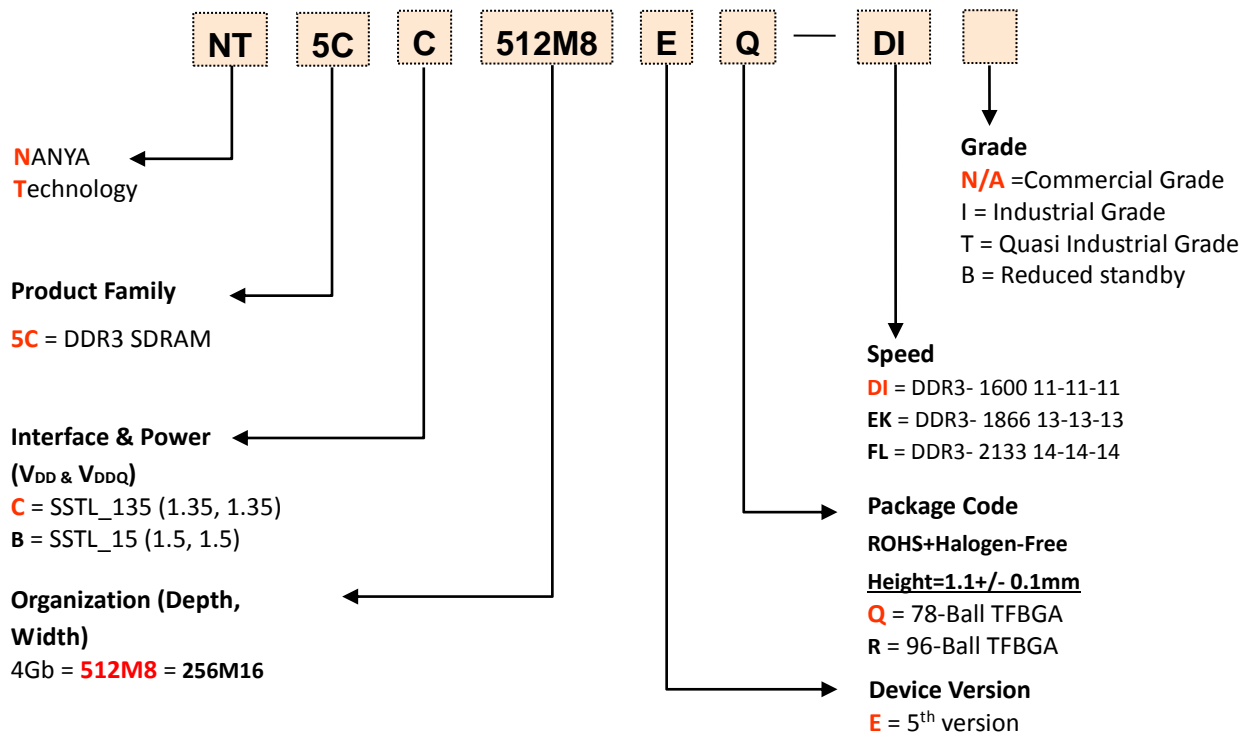 NT 5C C 512M8 E Q — DI
NANYA
Technology
Product Family
5C = DDR3 SDRAM
Interface & Power
(VDD & VDDQ)
C = SSTL_135 (1.35, 1.35)
B = SSTL_15 (1.5, 1.5)
Organization (Depth,
Width)
4Gb = 512M8 = 256M16
Grade
N/A =Commercial Grade
I = Industrial Grade
T = Quasi Industrial Grade
B = Reduced standby
Speed
DI = DDR3- 1600 11-11-11
EK = DDR3- 1866 13-13-13
FL = DDR3- 2133 14-14-14
Package Code
ROHS+Halogen-Free
Height=1.1+/- 0.1mm
Q = 78-Ball TFBGA
R = 96-Ball TFBGA
Device Version
E = 5th version